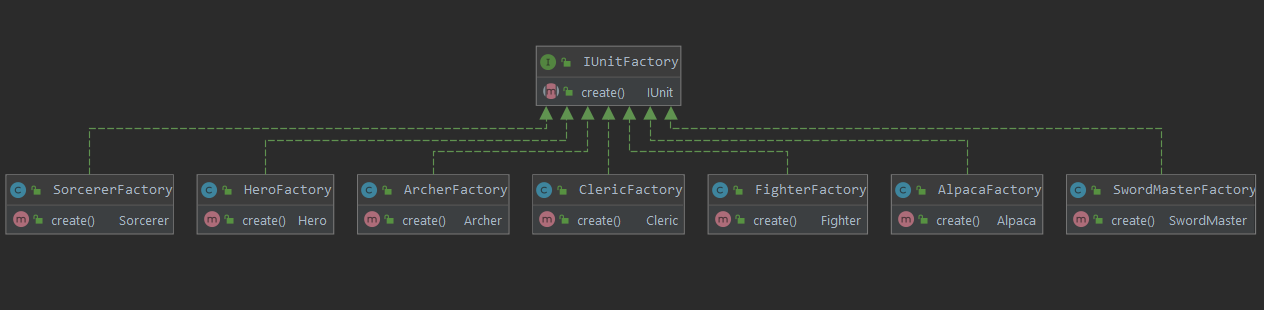 I IUnitFactory
m create() IUnit
C SorcererFactory
m create() Sorcerer
C HeroFactory
m create() Hero
C ArcherFactory
m create() Archer
C ClericFactory
m create() Cleric
C FighterFactory
m create() Fighter
C AlpacaFactory
m create() Alpaca
C SwordMasterFactory
m create() SwordMaster